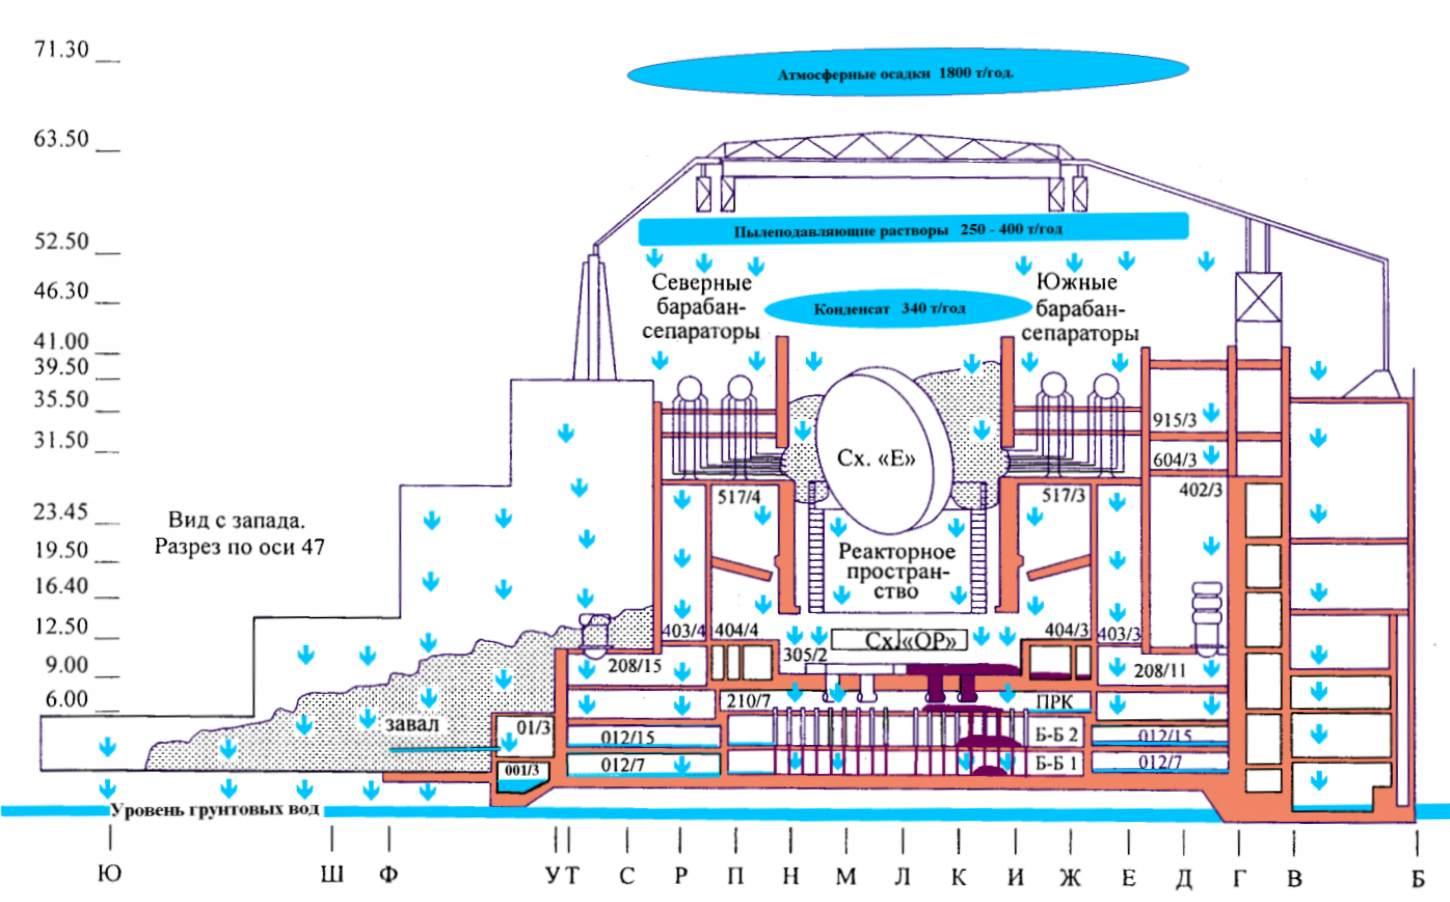 71.30
Атмосферные осадки 1800 т/год.
63.50
52.50
Пылеподавляющие растворы 250 - 400 т/год
46.30
Северные
барабан-
сепараторы
Конденсат 340 т/год
Южные
барабан-
сепараторы
41.00
39.50
35.50
31.50
915/3
604/3
Сх. «Е»
402/3
517/4
517/3
23.45
Вид с запада.
Разрез по оси 47
19.50
Реакторное
простран-
ство
16.40
12.50
403/4
404/4
Сх. «ОР»
404/3
403/3
305/2
9.00
208/15
208/11
6.00
210/7
ПРК
завал
01/3
012/15
Б-Б 2
012/15
001/3
012/7
Б-Б 1
012/7
Уровень грунтовых вод
Ю Ш Ф У Т С Р П Н М Л К И Ж Е Д Г В Б